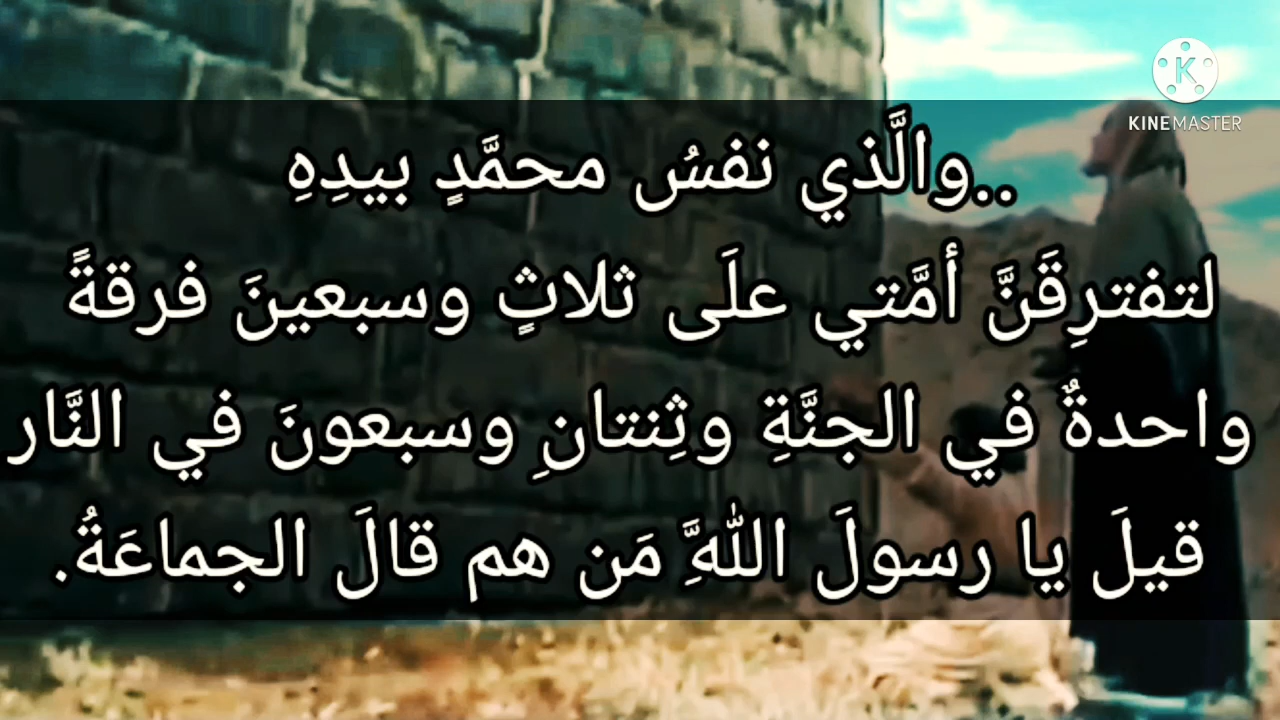 KINEMASTER
..والَّذي نفسُ محمَّدٍ بيدِهِ
لتفترِقَنَّ أمَّتي علَى ثلاثٍ وسبعينَ فرقةً
واحدةٌ في الجنَّةِ وثِنتانِ وسبعونَ في النَّار
قيلَ يا رسولَ اللَّهِ مَن هم قالَ الجماعَةُ.